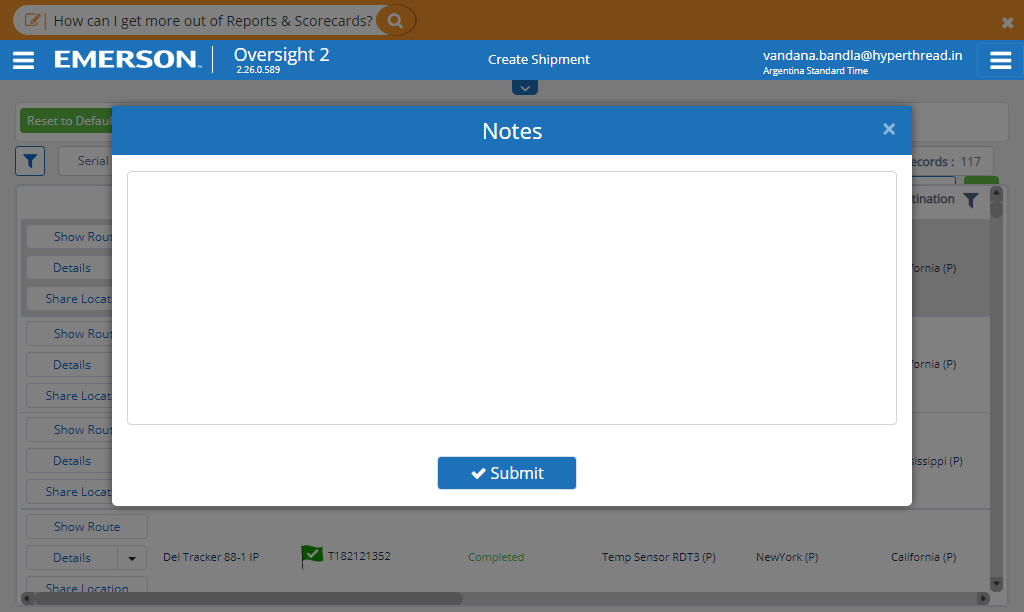 How can I get more out of Reports & Scorecards?
EMERSON
Oversight 2
2.26.0.589
Create Shipment
vandana.bandla@hyperthread.in
Argentina Standard Time
Reset to Defaul
Notes
Serial
ecords : 117
tination
Show Rout
Details
Share Locat
ifornia (P)
Show Rout
Details
Share Locat
ifornia (P)
Show Rout
Details
Share Locat
sissippi (P)
Submit
Show Route
Details
Del Tracker 88-1 IP
T182121352
Completed
Temp Sensor RDT3 (P)
NewYork (P)
California (P)
Share Location